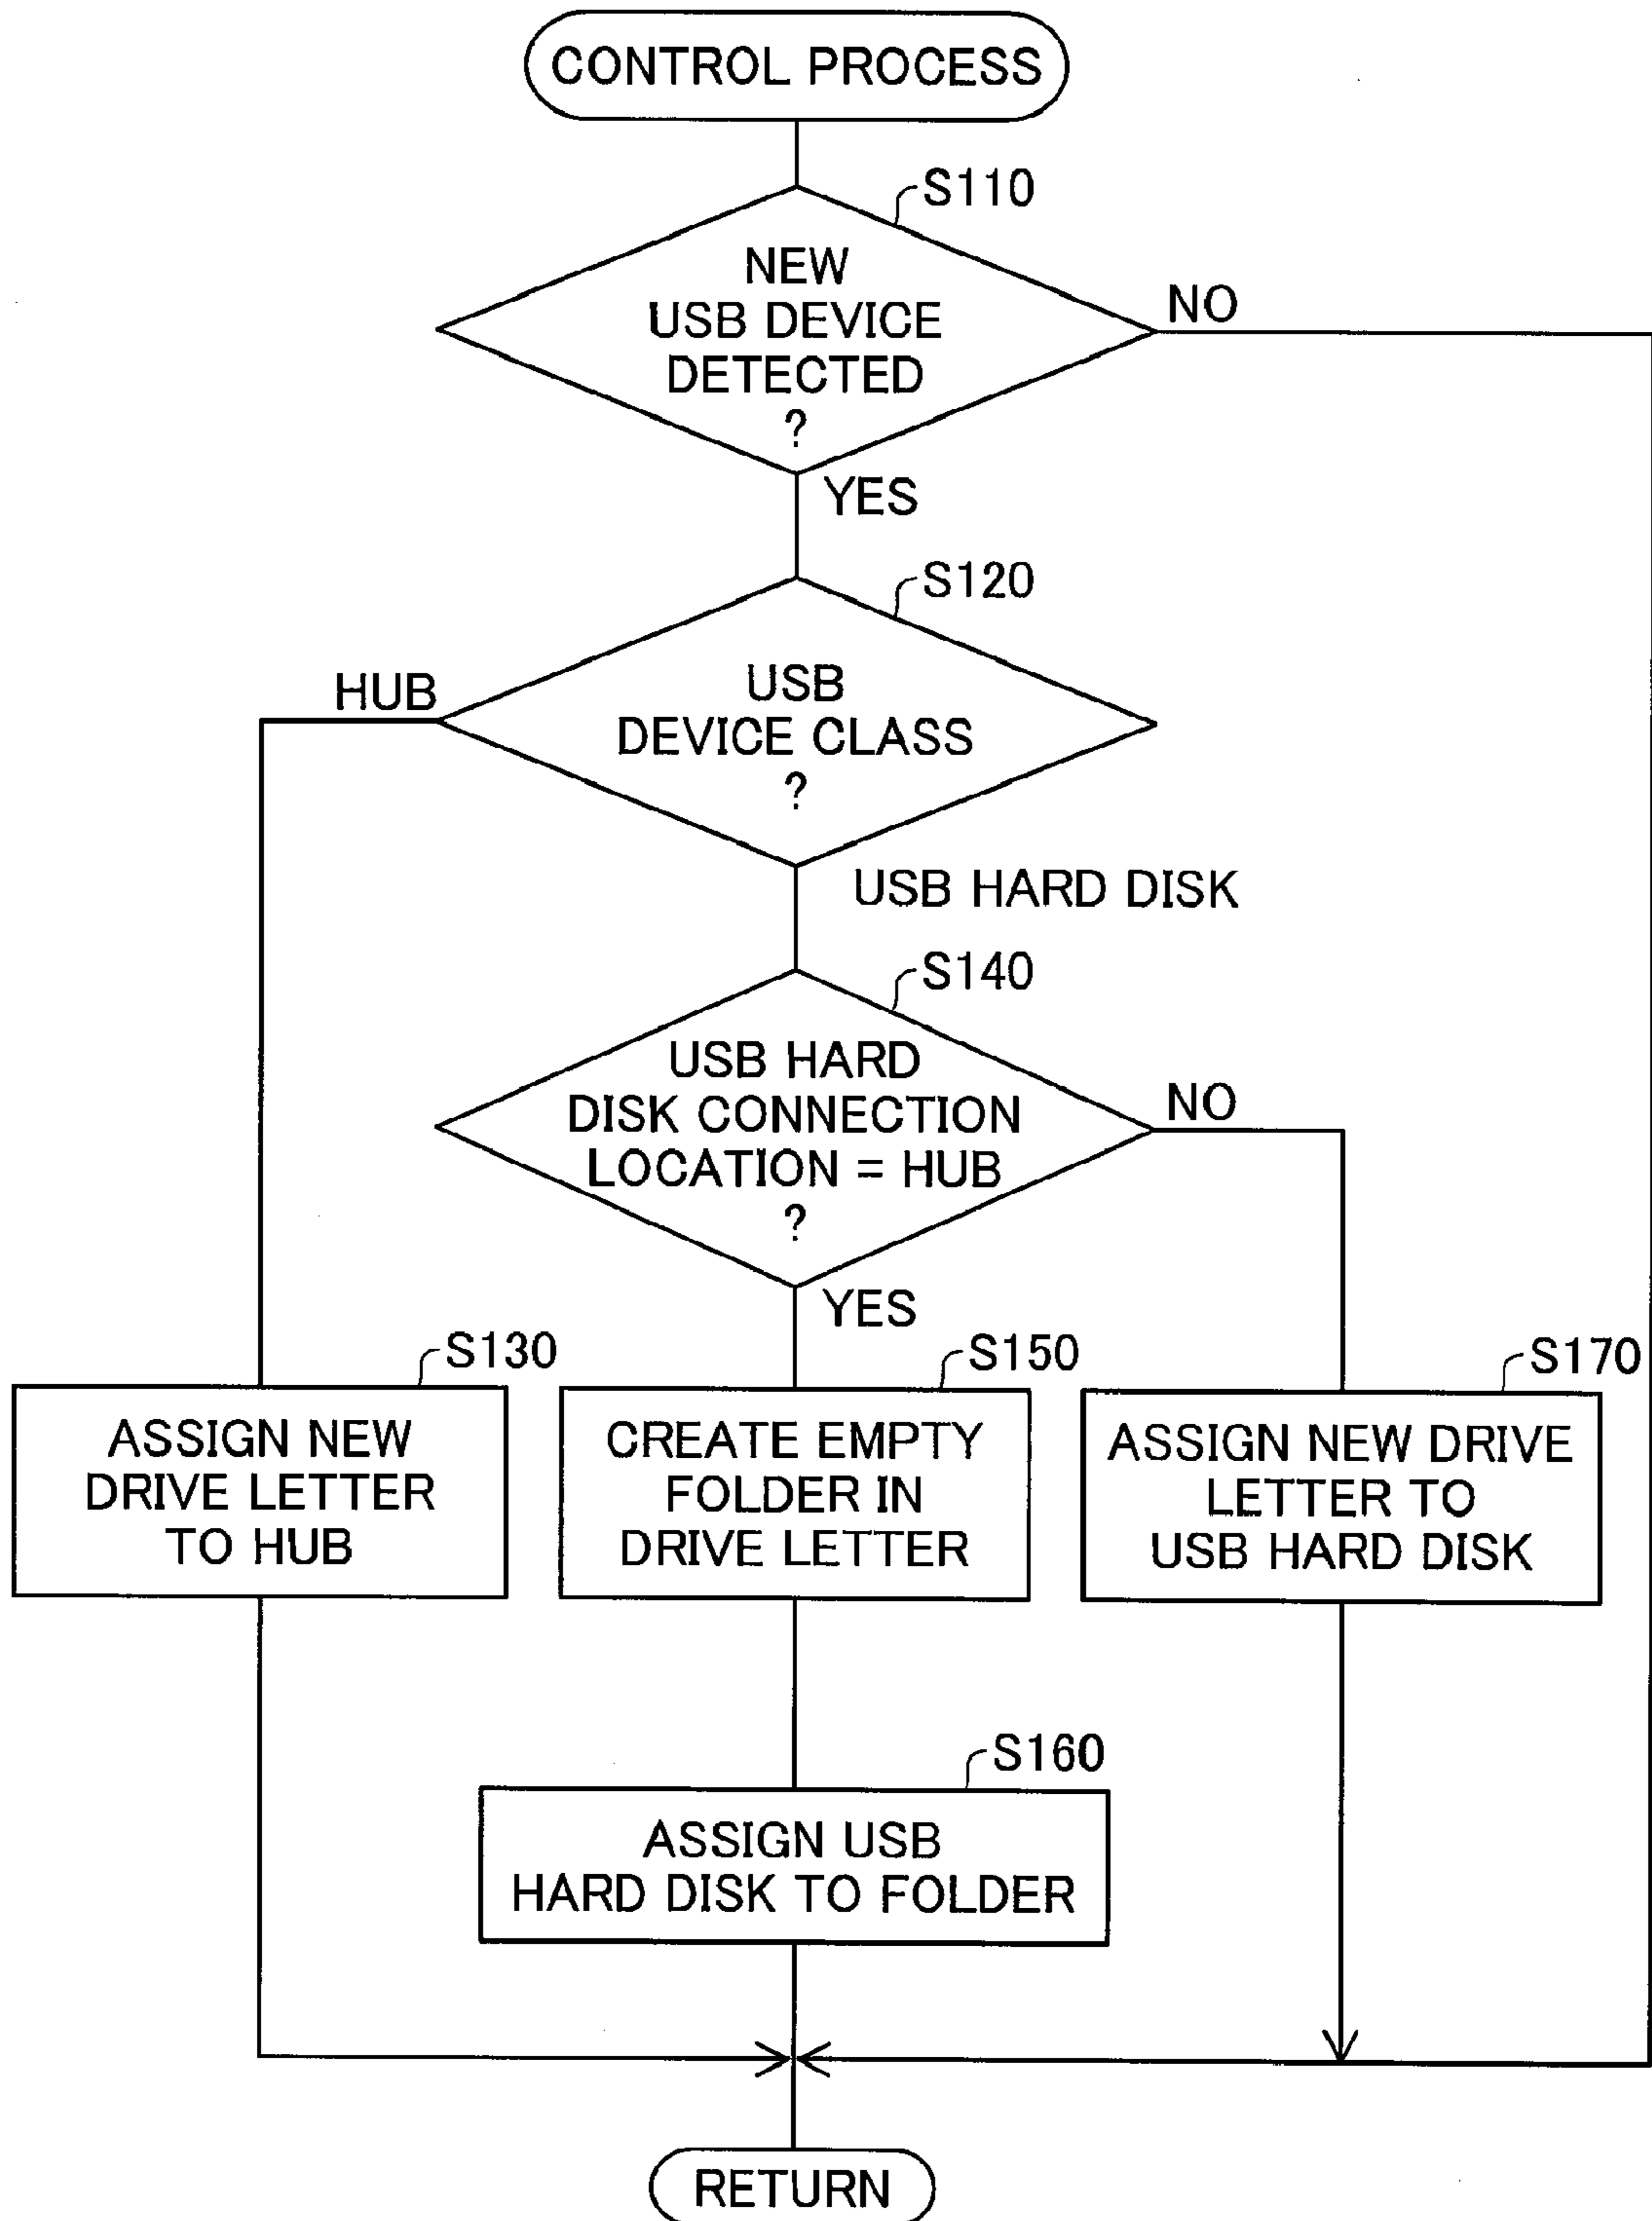 CONTROL PROCESS
S110
NEW
USB DEVICE
DETECTED
?
NO
YES
S120
HUB
USB
DEVICE CLASS
?
USB HARD DISK
S140
USB HARD
DISK CONNECTION
LOCATION = HUB
?
NO
YES
S130
ASSIGN NEW
DRIVE LETTER
TO HUB
S150
CREATE EMPTY
FOLDER IN
DRIVE LETTER
S170
ASSIGN NEW DRIVE
LETTER TO
USB HARD DISK
S160
ASSIGN USB
HARD DISK TO FOLDER
RETURN